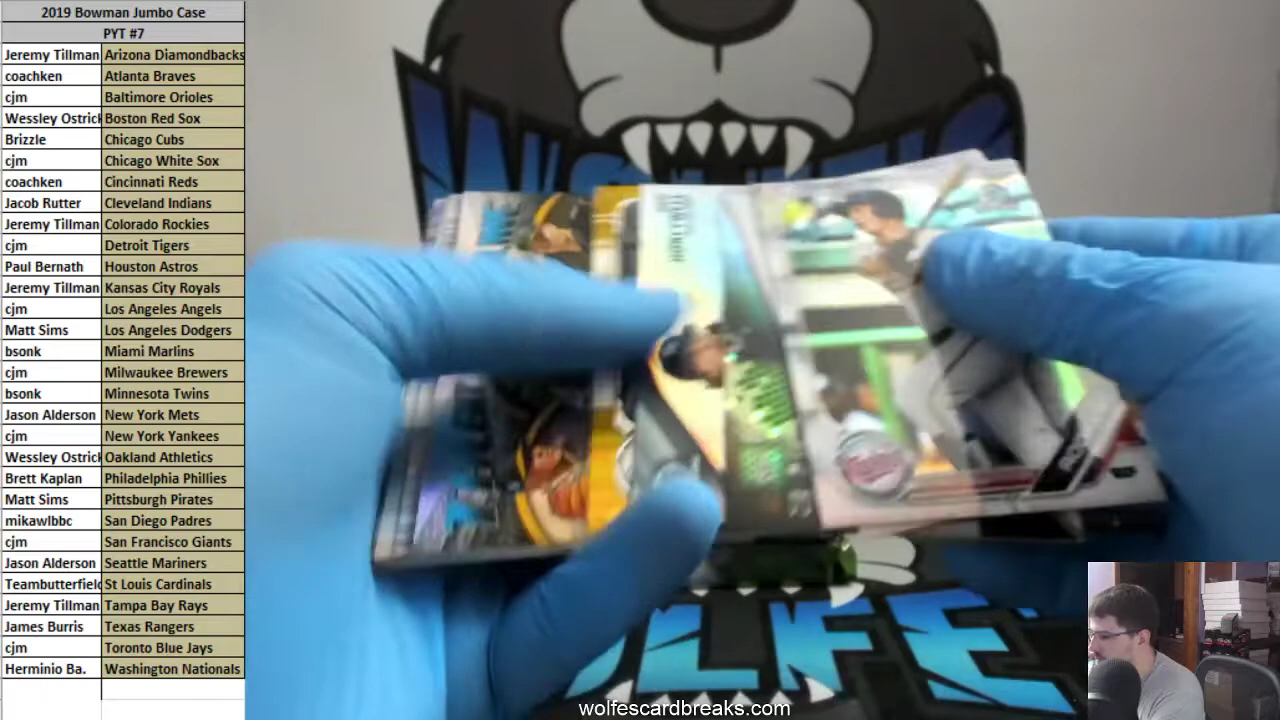 2019 Bowman Jumbo Case
PYT #7
Jeremy Tillman Arizona Diamondbacks
coachken Atlanta Braves
cjm Baltimore Orioles
Wessley Ostrick Boston Red Sox
Brizzle Chicago Cubs
cjm Chicago White Sox
coachken Cincinnati Reds
Jacob Rutter Cleveland Indians
Jeremy Tillman Colorado Rockies
cjm Detroit Tigers
Paul Bernath Houston Astros
Jeremy Tillman Kansas City Royals
cjm Los Angeles Angels
Matt Sims Los Angeles Dodgers
bsonk Miami Marlins
cjm Milwaukee Brewers
bsonk Minnesota Twins
Jason Alderson New York Mets
cjm New York Yankees
Wessley Ostrick Oakland Athletics
Brett Kaplan Philadelphia Phillies
Matt Sims Pittsburgh Pirates
mikawlbbc San Diego Padres
cjm San Francisco Giants
Jason Alderson Seattle Mariners
Teambutterfield St Louis Cardinals
Jeremy Tillman Tampa Bay Rays
James Burris Texas Rangers
cjm Toronto Blue Jays
Herminio Ba. Washington Nationals
LFE
wolfescardbreaks.com